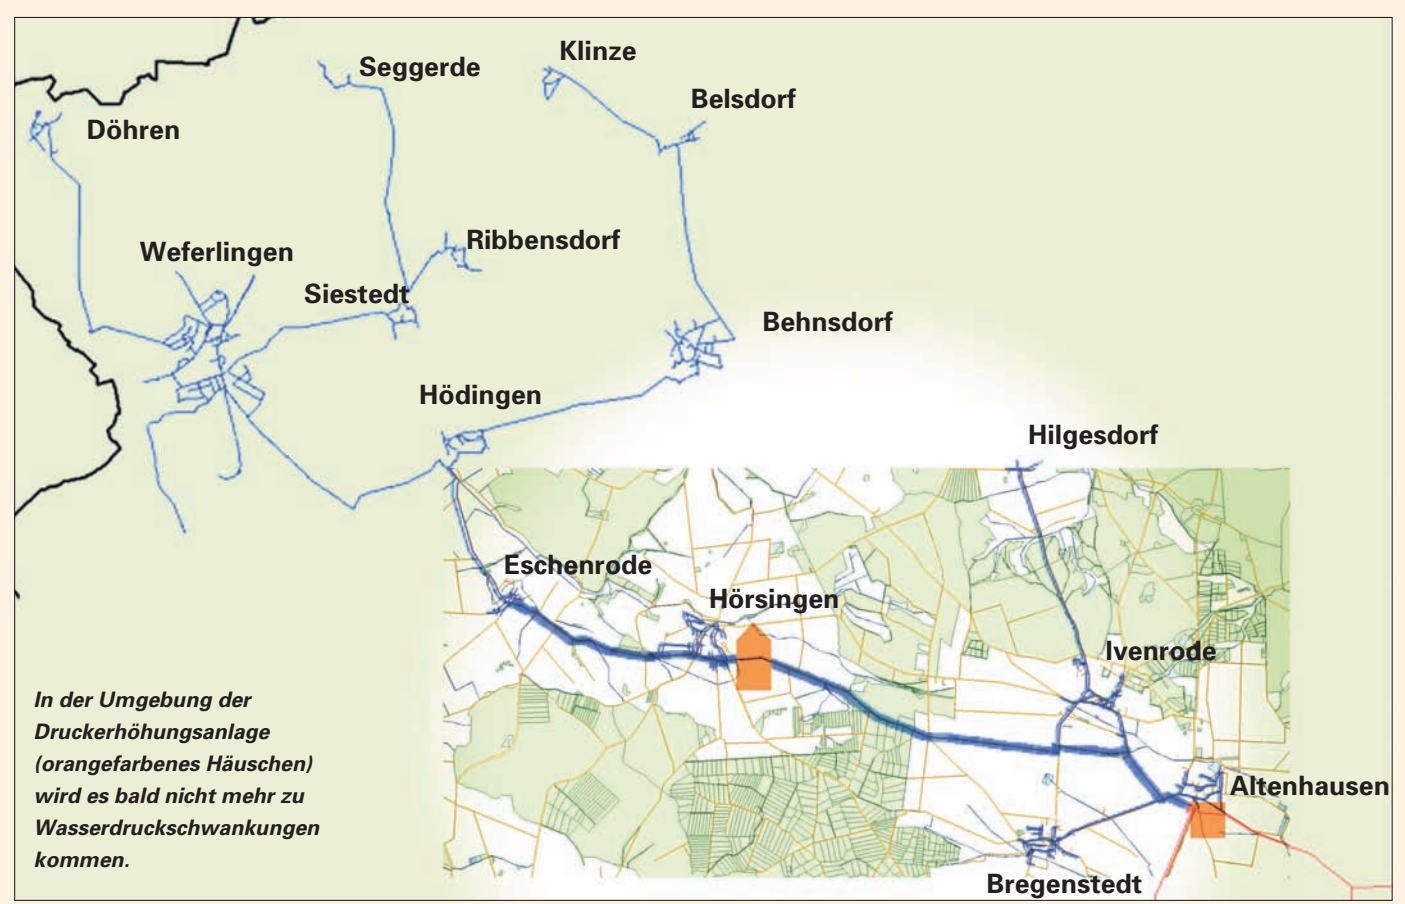 Klinze
Seggerde
Belsdorf
Döhren
Ribbensdorf
Weferlingen
Siestedt
Behnsdorf
Hödingen
Hilgesdorf
Eschenrode
Hörsingen
Ivenrode
In der Umgebung der
Druckerhöhungsanlage
(orangefarbenes Häuschen)
wird es bald nicht mehr zu
Wasserdruckschwankungen
kommen.
Altenhausen
Bregenstedt